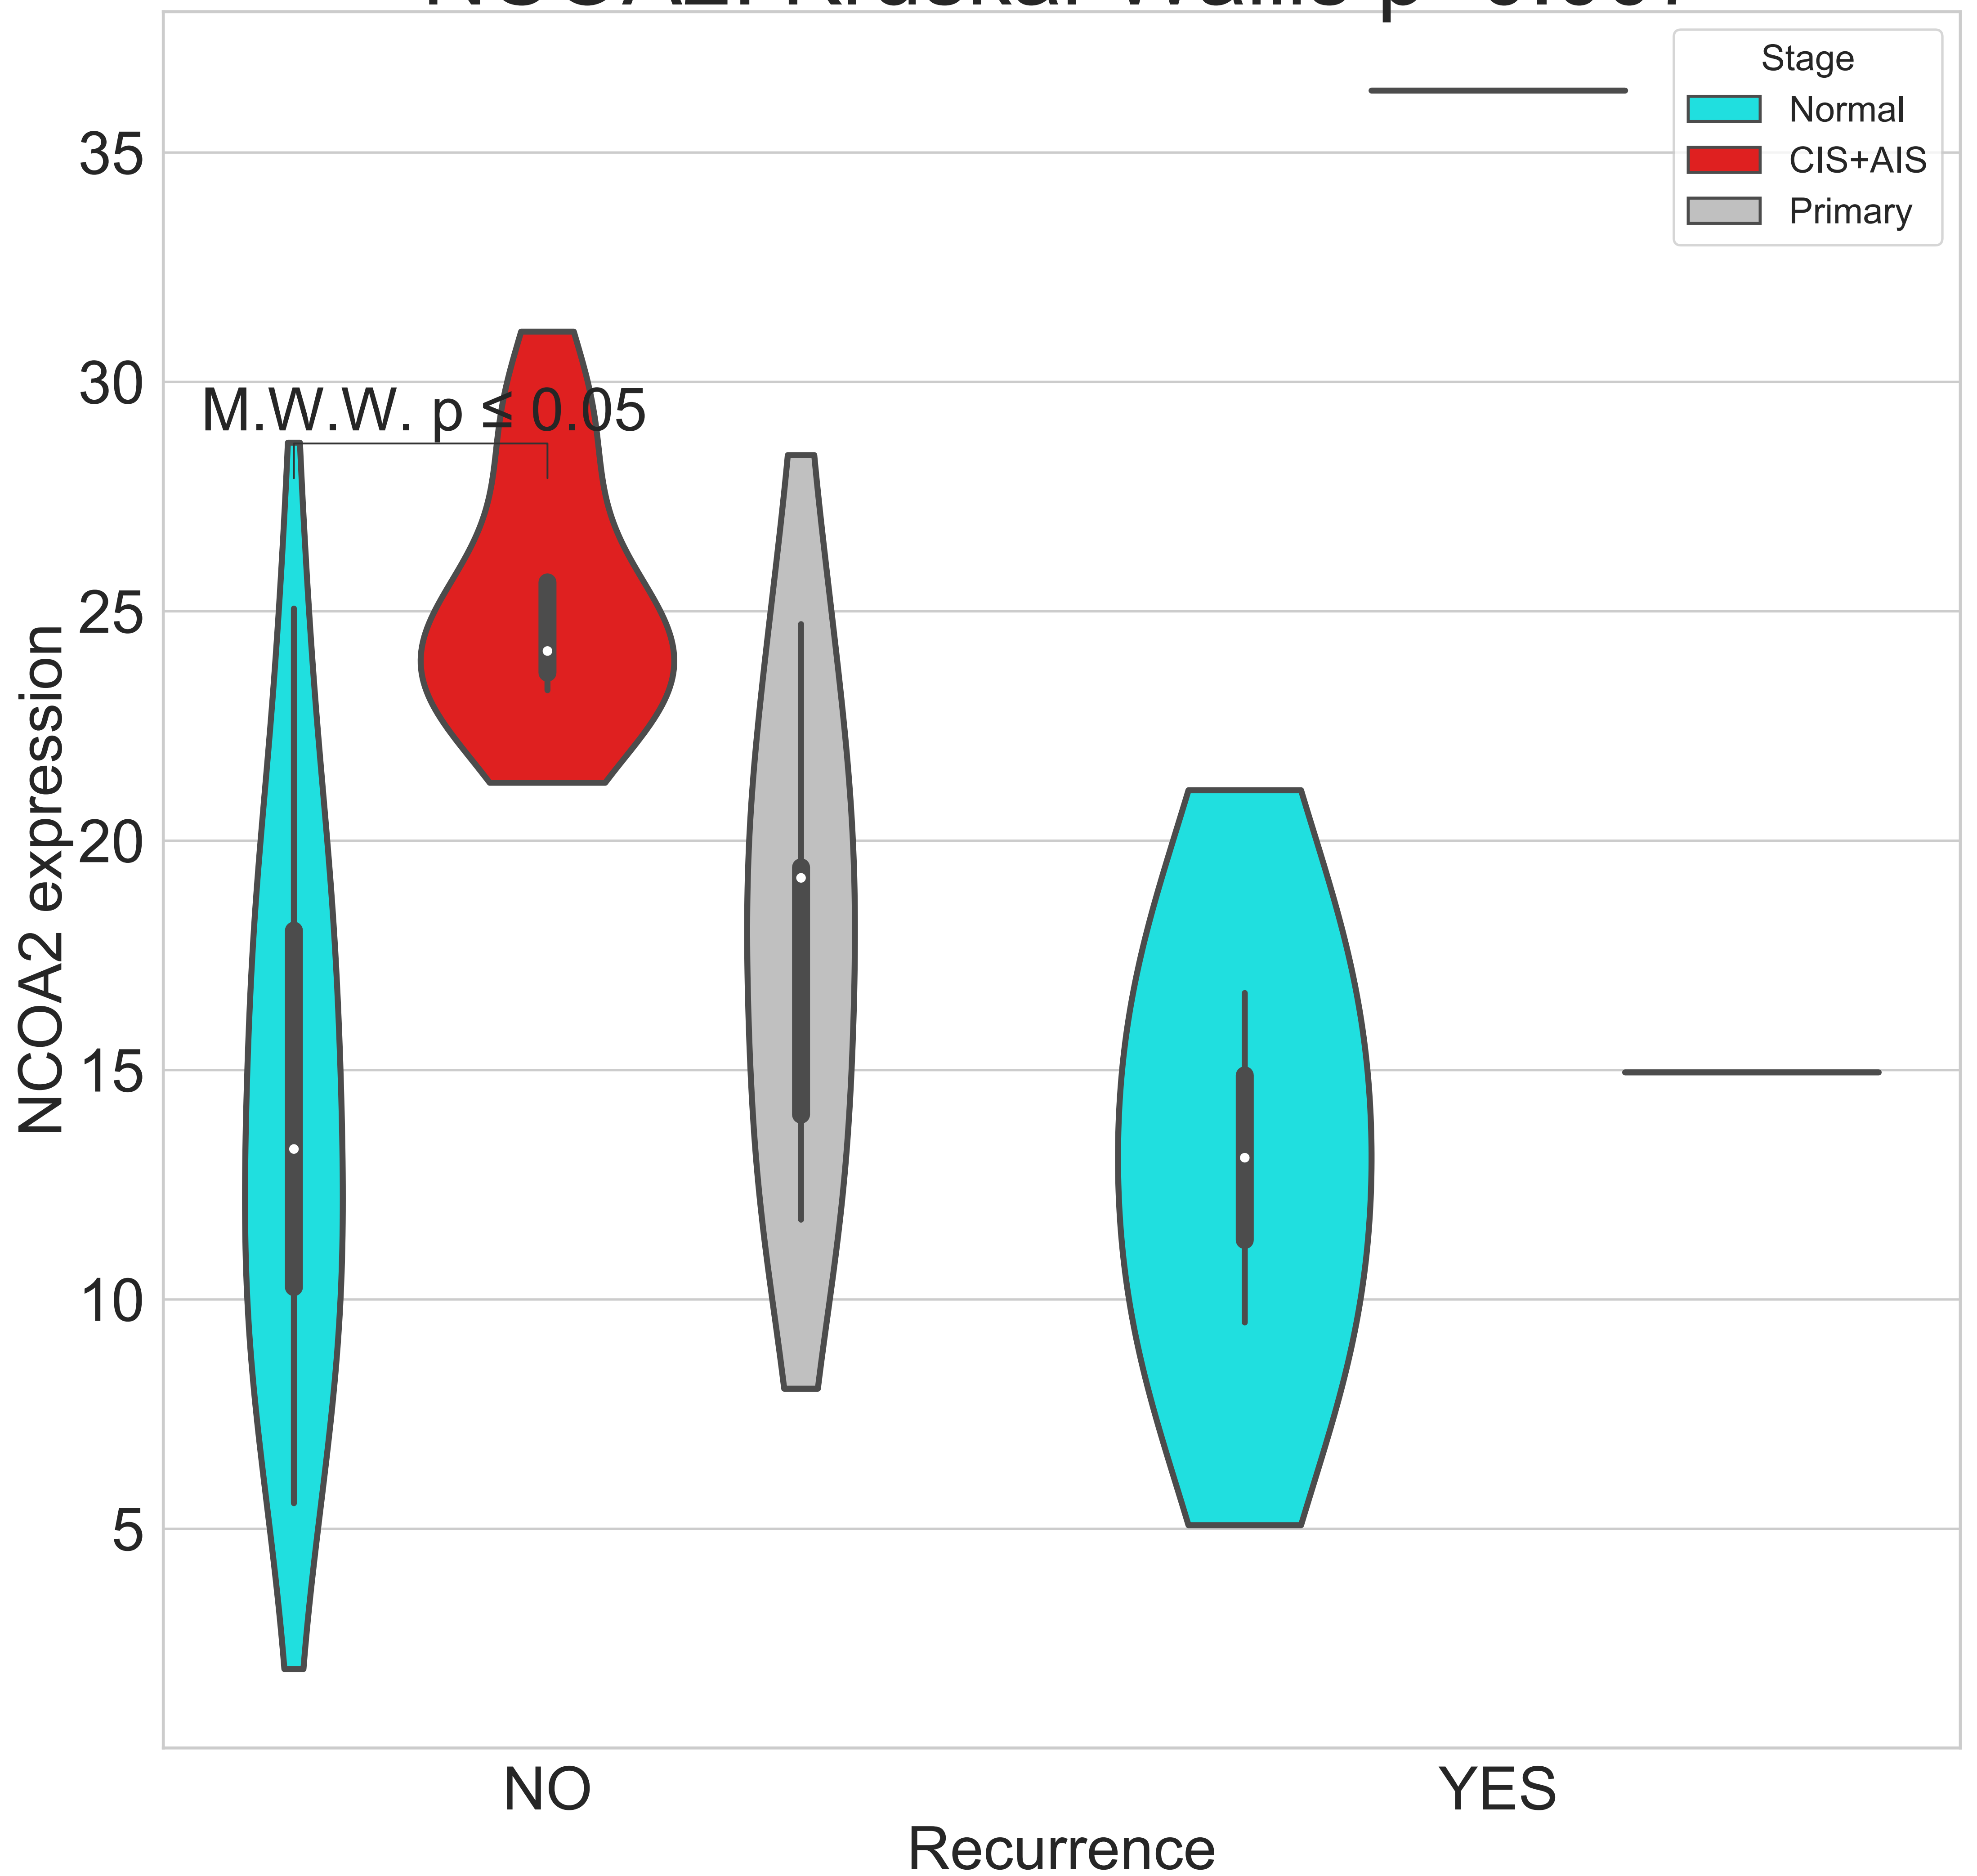 Stage
Normal
CIS+AIS
Primary
M.W.W. p ≤ 0.05
35
30
25
20
15
10
5
NCOA2 expression
NO
YES
Recurrence